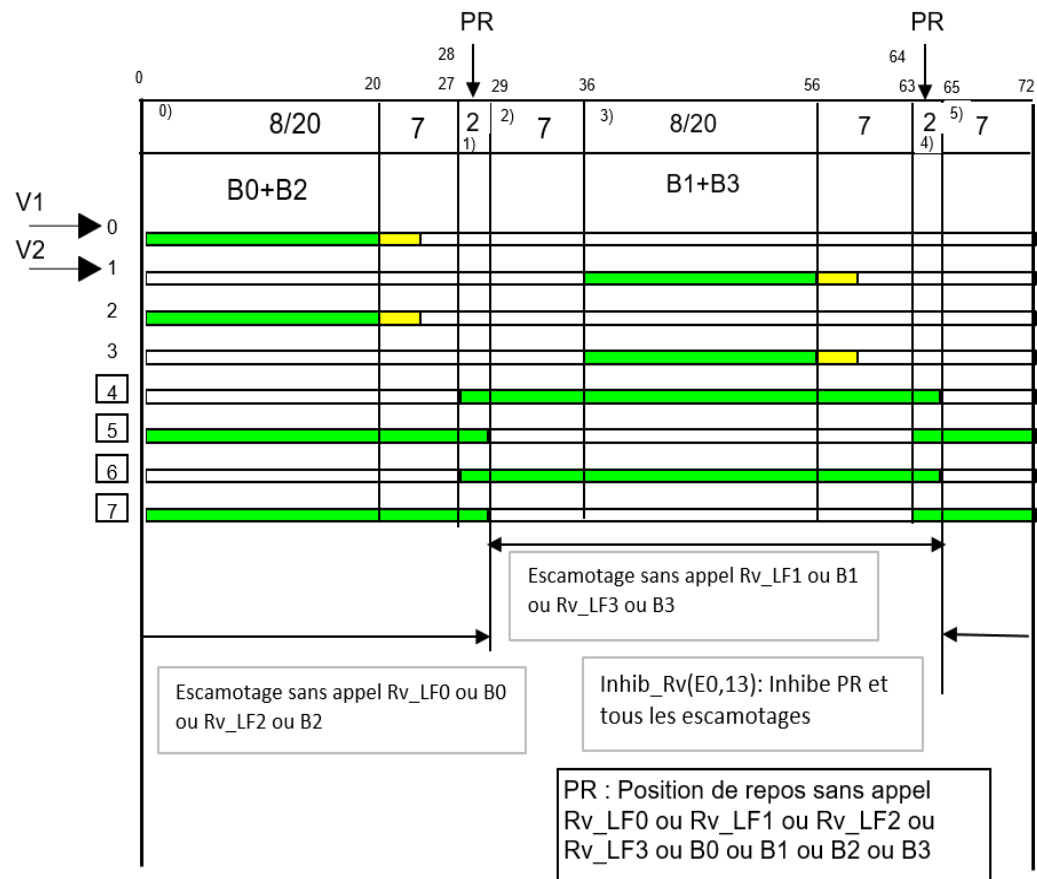 PR PR
28 64
0 20 27 29 36 56 63 65 72
0) 8/20 7 2 2) 7 3) 8/20 7 2 5) 7
1) 4)
B0+B2 B1+B3
V1
0
V2
1
2
3
4
5
6
7
Escamotage sans appel Rv_LF1 ou B1
ou Rv_LF3 ou B3
Escamotage sans appel Rv_LF0 ou B0
ou Rv_LF2 ou B2
Inhib_Rv(E0,13): Inhibe PR et
tous les escamotages
PR : Position de repos sans appel
Rv_LF0 ou Rv_LF1 ou Rv_LF2 ou
Rv_LF3 ou B0 ou B1 ou B2 ou B3